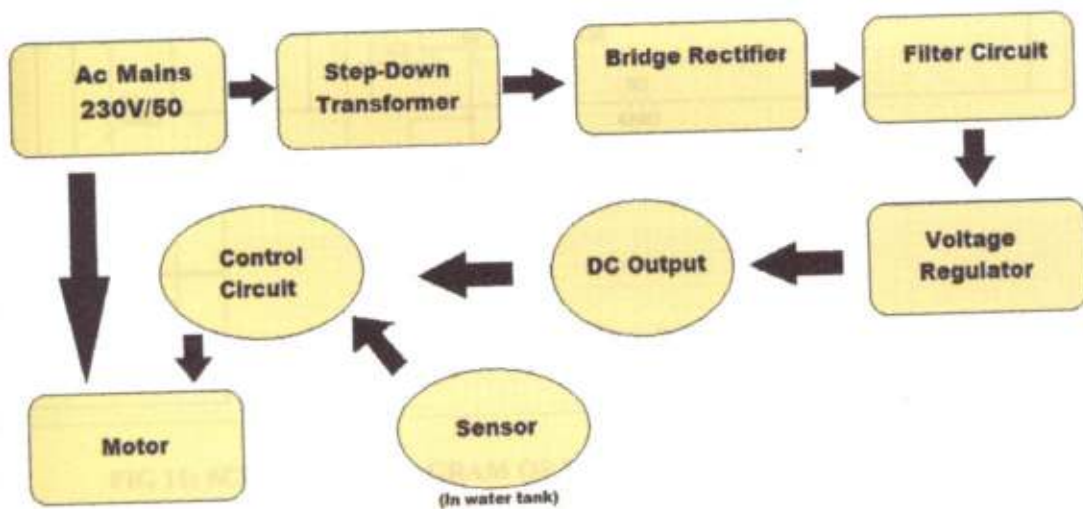 Ac Mains
230V/50
Step-Down
Transformer
Bridge Rectifier
Filter Circuit
Voltage
Regulator
DC Output
Control
Circuit
Motor
Sensor
(In water tank)